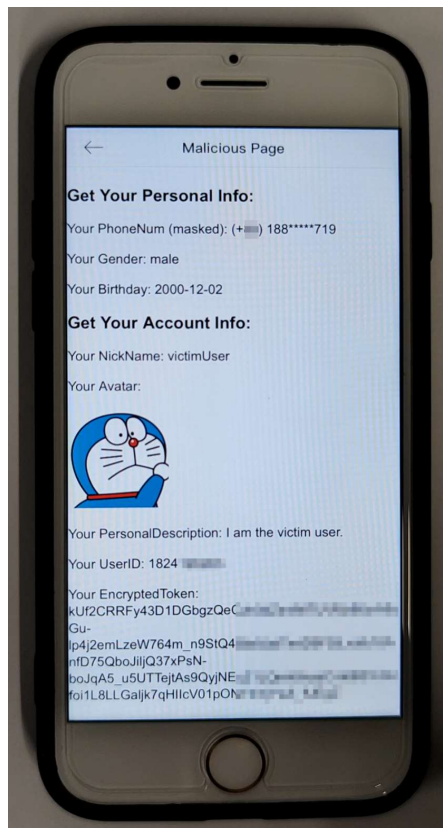 Malicious Page
Get Your Personal Info:
Your PhoneNum (masked): (+ ) 188*****719
Your Gender: male
Your Birthday: 2000-12-02
Get Your Account Info:
Your NickName: victimUser
Your Avatar:
Your PersonalDescription: I am the victim user.
Your UserID: 1824
Your EncryptedToken:
kUf2CRRFy43D1DGbgzQe
Gu-
lp4j2emLzeW764m_n9StQ4
nfD75QboJiljQ37xPsN-
boJqA5_u5UTTejtAs9QyjNE
foi1L8LLGaljk7qHIIcV01pO